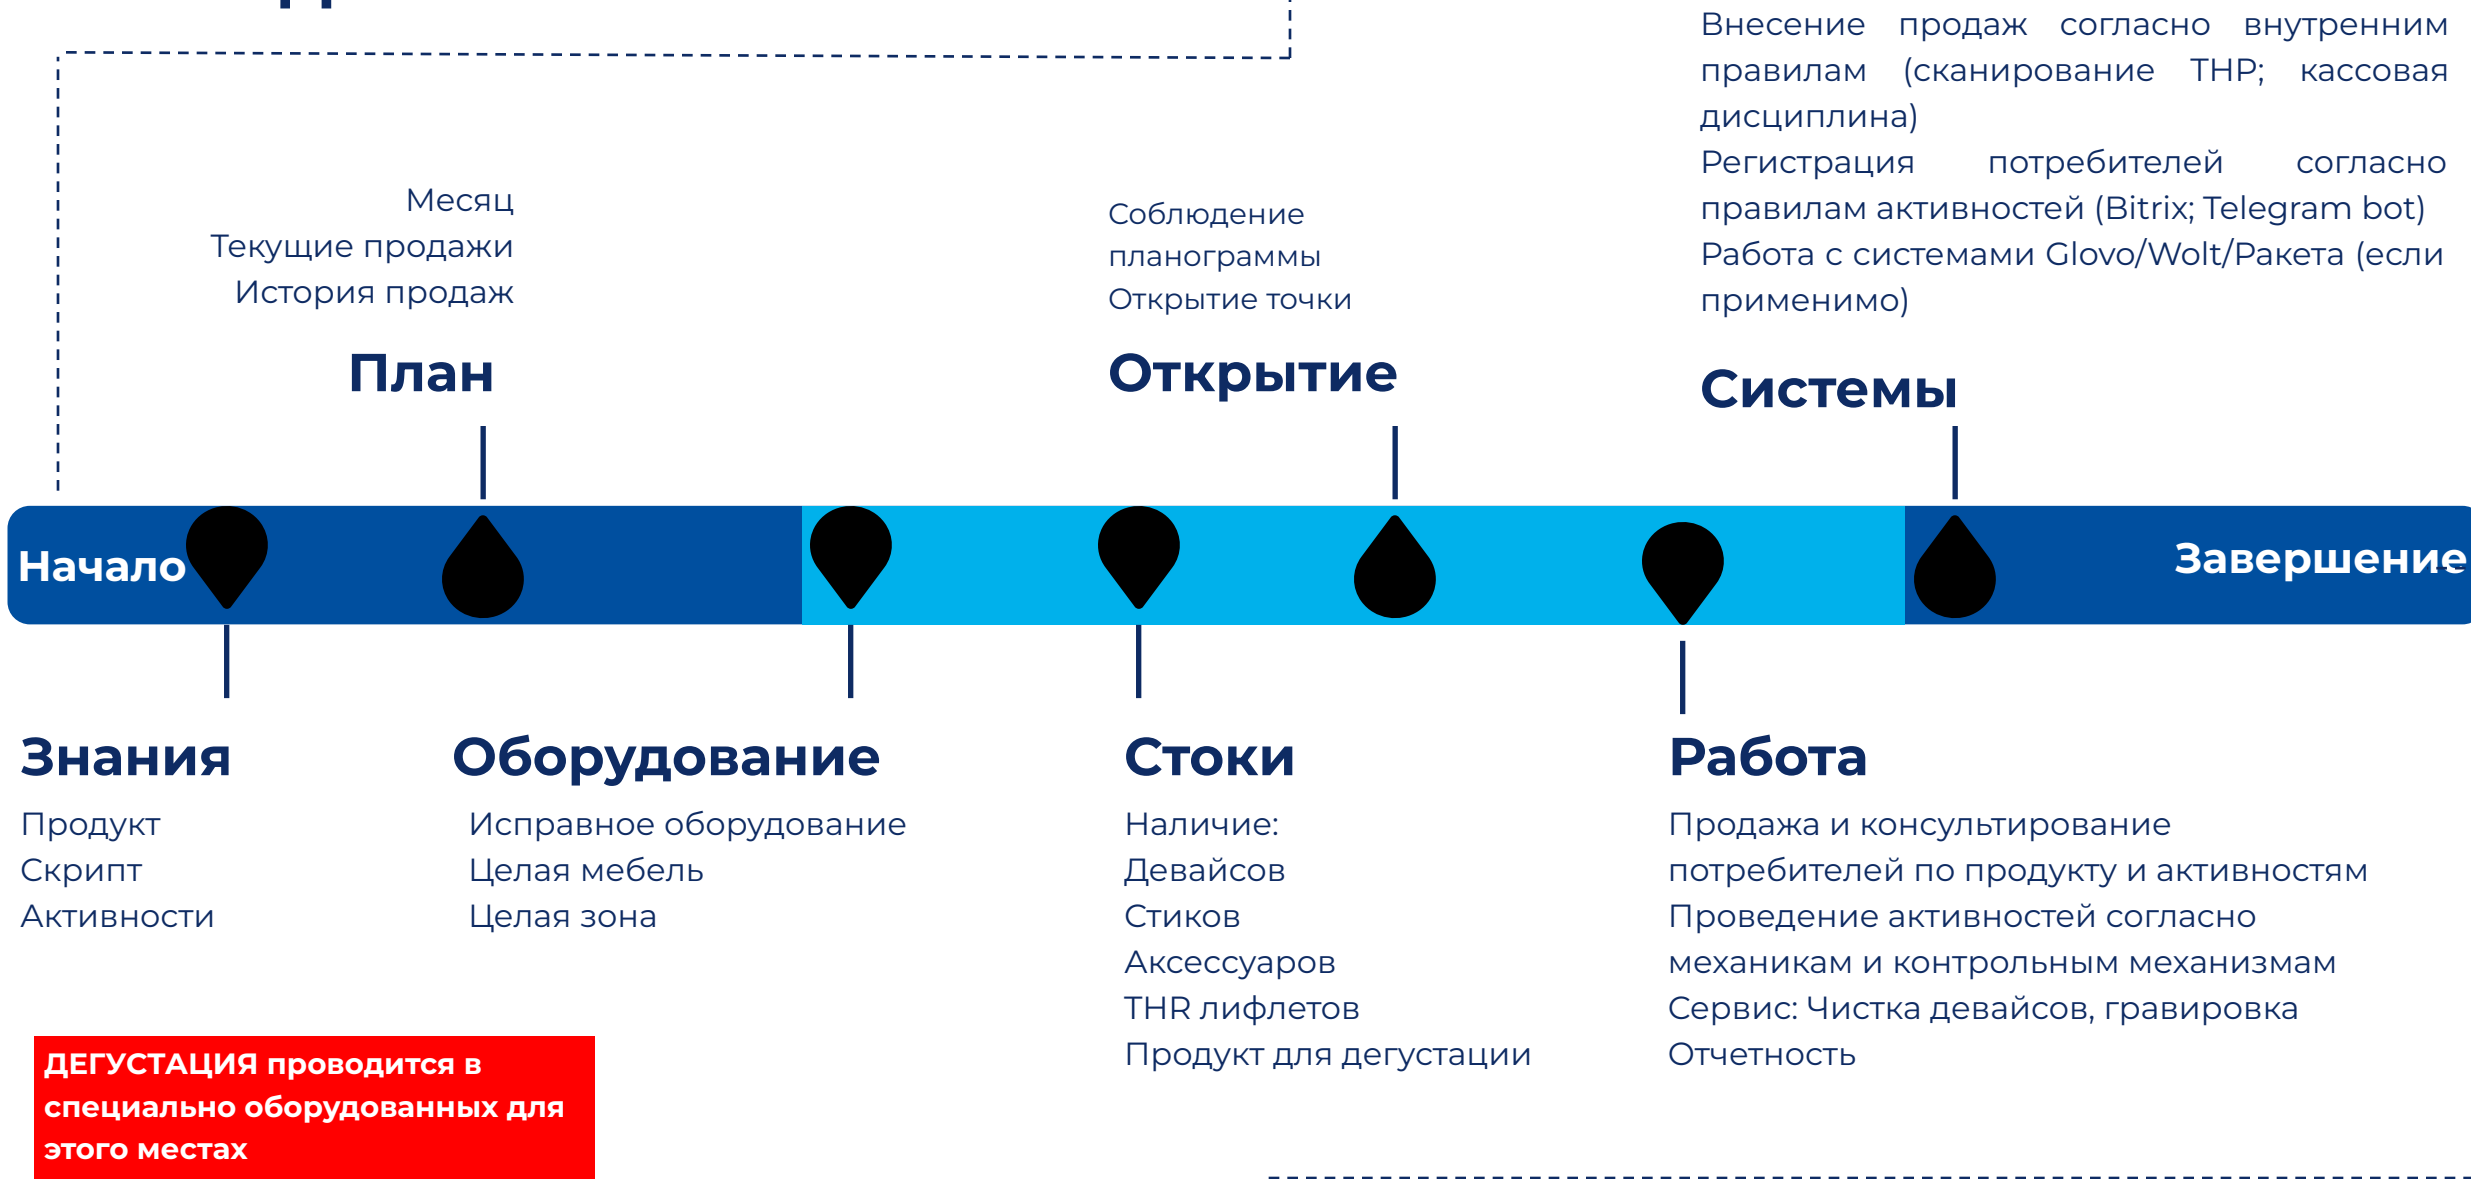 Внесение продаж согласно внутренним
правилам (сканирование ТНР; кассовая
дисциплина)
Регистрация потребителей согласно
правилам активностей (Bitrix; Telegram bot)
Работа с системами Glovo/Wolt/Ракета (если
применимо)
Месяц
Текущие продажи
История продаж
Соблюдение
планограммы
Открытие точки
План
Открытие
Системы
Начало
Завершение
Знания
Продукт
Скрипт
Активности
Оборудование
Исправное оборудование
Целая мебель
Целая зона
Стоки
Наличие:
Девайсов
Стиков
Аксессуаров
THR лифлетов
Продукт для дегустации
Работа
Продажа и консультирование
потребителей по продукту и активностям
Проведение активностей согласно
механикам и контрольным механизмам
Сервис: Чистка девайсов, гравировка
Отчетность
ДЕГУСТАЦИЯ проводится в
специально оборудованных для
этого местах